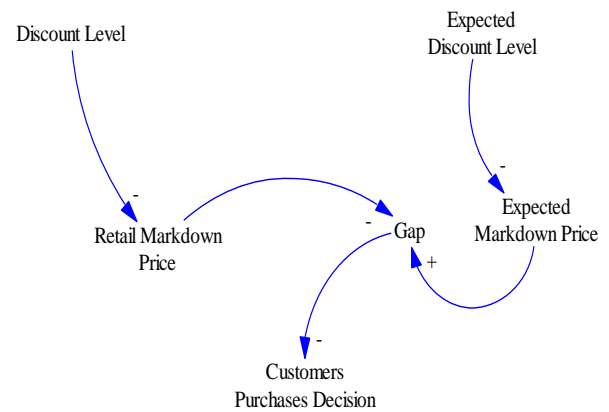 Discount Level
Expected
Discount Level
-
-
Retail Markdown
Price
-
Gap
Expected
Markdown Price
+
-
Customers
Purchases Decision